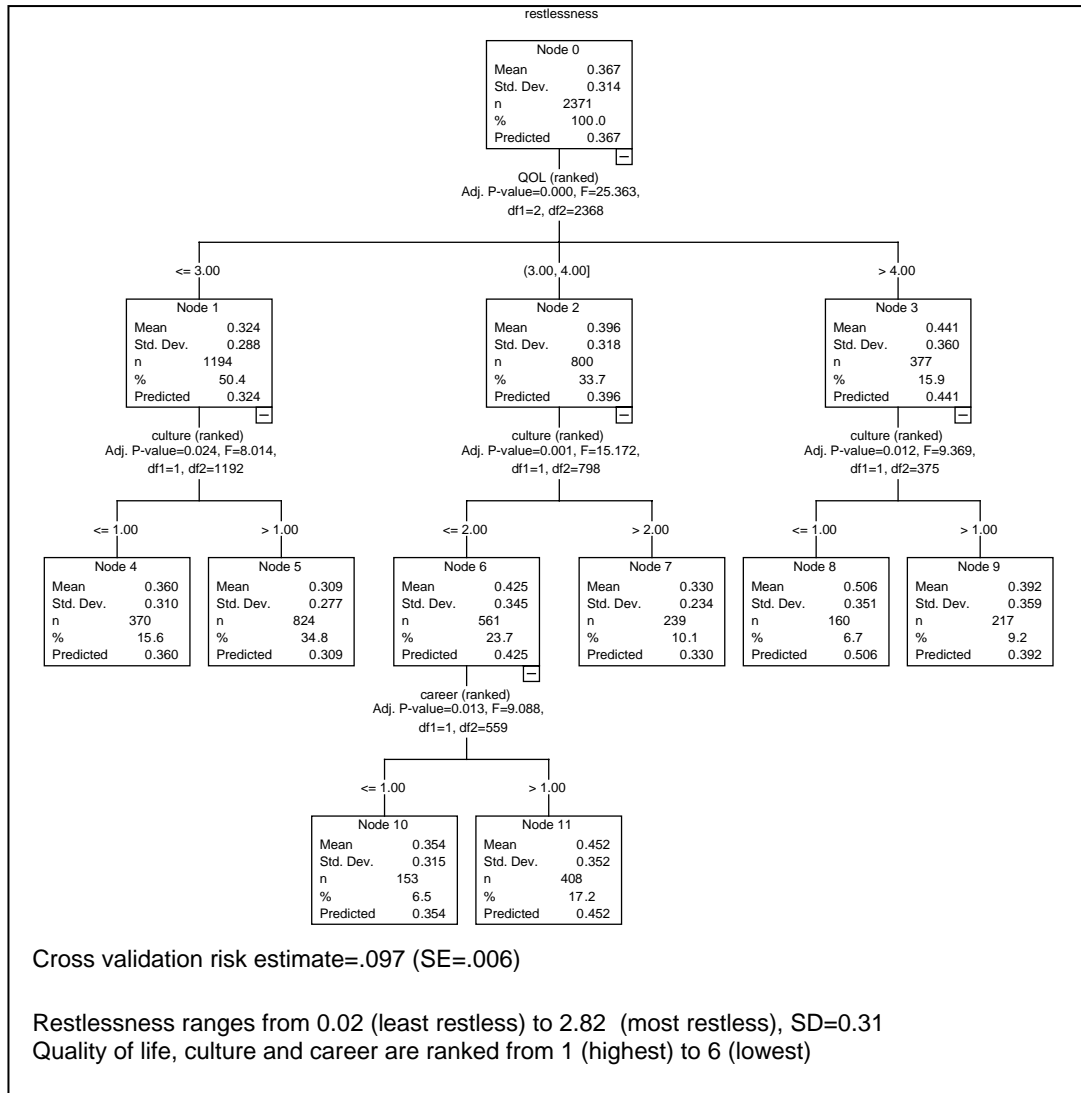 restlessness
Node 0
Mean 0.367
Std. Dev. 0.314
n 2371
% 100.0
Predicted 0.367
QOL (ranked)
Adj. P-value=0.000, F=25.363,
df1=2, df2=2368
<= 3.00
(3.00, 4.00]
> 4.00
Node 1
Mean 0.324
Std. Dev. 0.288
n 1194
% 50.4
Predicted 0.324
Node 2
Mean 0.396
Std. Dev. 0.318
n 800
% 33.7
Predicted 0.396
Node 3
Mean 0.441
Std. Dev. 0.360
n 377
% 15.9
Predicted 0.441
culture (ranked)
Adj. P-value=0.024, F=8.014,
df1=1, df2=1192
culture (ranked)
Adj. P-value=0.001, F=15.172,
df1=1, df2=798
culture (ranked)
Adj. P-value=0.012, F=9.369,
df1=1, df2=375
<= 1.00
> 1.00
<= 2.00
> 2.00
<= 1.00
> 1.00
Node 4
Mean 0.360
Std. Dev. 0.310
n 370
% 15.6
Predicted 0.360
Node 5
Mean 0.309
Std. Dev. 0.277
n 824
% 34.8
Predicted 0.309
Node 6
Mean 0.425
Std. Dev. 0.345
n 561
% 23.7
Predicted 0.425
Node 7
Mean 0.330
Std. Dev. 0.234
n 239
% 10.1
Predicted 0.330
Node 8
Mean 0.506
Std. Dev. 0.351
n 160
% 6.7
Predicted 0.506
Node 9
Mean 0.392
Std. Dev. 0.359
n 217
% 9.2
Predicted 0.392
career (ranked)
Adj. P-value=0.013, F=9.088,
df1=1, df2=559
<= 1.00
> 1.00
Node 10
Mean 0.354
Std. Dev. 0.315
n 153
% 6.5
Predicted 0.354
Node 11
Mean 0.452
Std. Dev. 0.352
n 408
% 17.2
Predicted 0.452
Cross validation risk estimate=.097 (SE=.006)
Restlessness ranges from 0.02 (least restless) to 2.82 (most restless), SD=0.31
Quality of life, culture and career are ranked from 1 (highest) to 6 (lowest)